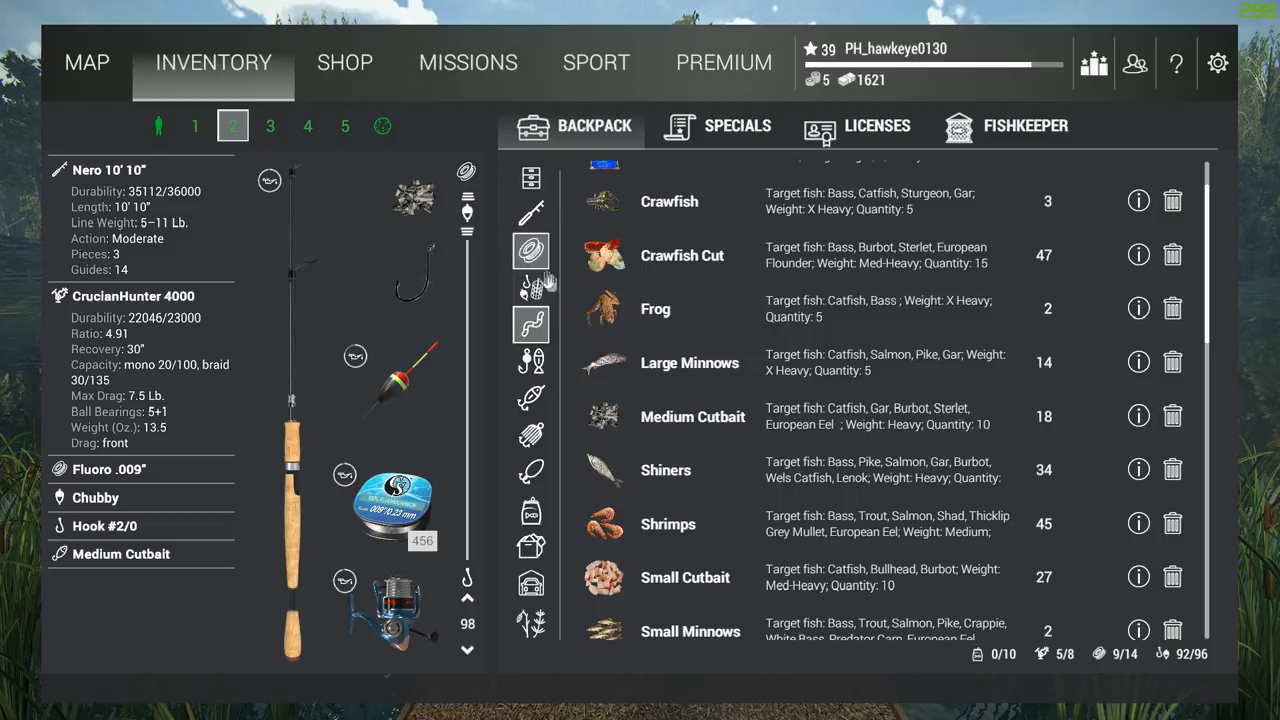 288
MAP
INVENTORY
SHOP
MISSIONS
SPORT
PREMIUM
39 PH_hawkeye0130
5 1621
?
1 2 3 4 5
BACKPACK
SPECIALS
LICENSES
FISHKEEPER
Nero 10' 10"
Durability: 35112/36000
Length: 10' 10"
Line Weight: 5–11 Lb.
Action: Moderate
Pieces: 3
Guides: 14
CrucianHunter 4000
Durability: 22046/23000
Ratio: 4.91
Recovery: 30"
Capacity: mono 20/100, braid
30/135
Max Drag: 7.5 Lb.
Ball Bearings: 5+1
Weight (Oz.): 13.5
Drag: front
Fluoro .009"
Chubby
Hook #2/0
Medium Cutbait
456
98
Crawfish
Target fish: Bass, Catfish, Sturgeon, Gar;
Weight: X Heavy; Quantity: 5
3
Crawfish Cut
Target fish: Bass, Burbot, Sterlet, European
Flounder; Weight: Med-Heavy; Quantity: 15
47
Frog
Target fish: Catfish, Bass ; Weight: X Heavy;
Quantity: 5
2
Large Minnows
Target fish: Catfish, Salmon, Pike, Gar; Weight:
X Heavy; Quantity: 5
14
Medium Cutbait
Target fish: Catfish, Gar, Burbot, Sterlet,
European Eel ; Weight: Heavy; Quantity: 10
18
Shiners
Target fish: Bass, Pike, Salmon, Gar, Burbot,
Wels Catfish, Lenok; Weight: Heavy; Quantity:
34
Shrimps
Target fish: Bass, Trout, Salmon, Shad, Thicklip
Grey Mullet, European Eel; Weight: Medium;
45
Small Cutbait
Target fish: Catfish, Bullhead, Burbot; Weight:
Med-Heavy; Quantity: 10
27
Small Minnows
Target fish: Bass, Trout, Salmon, Pike, Crappie,
White Bass, Predator Carp, European Eel
2
0/10 5/8 9/14 92/96